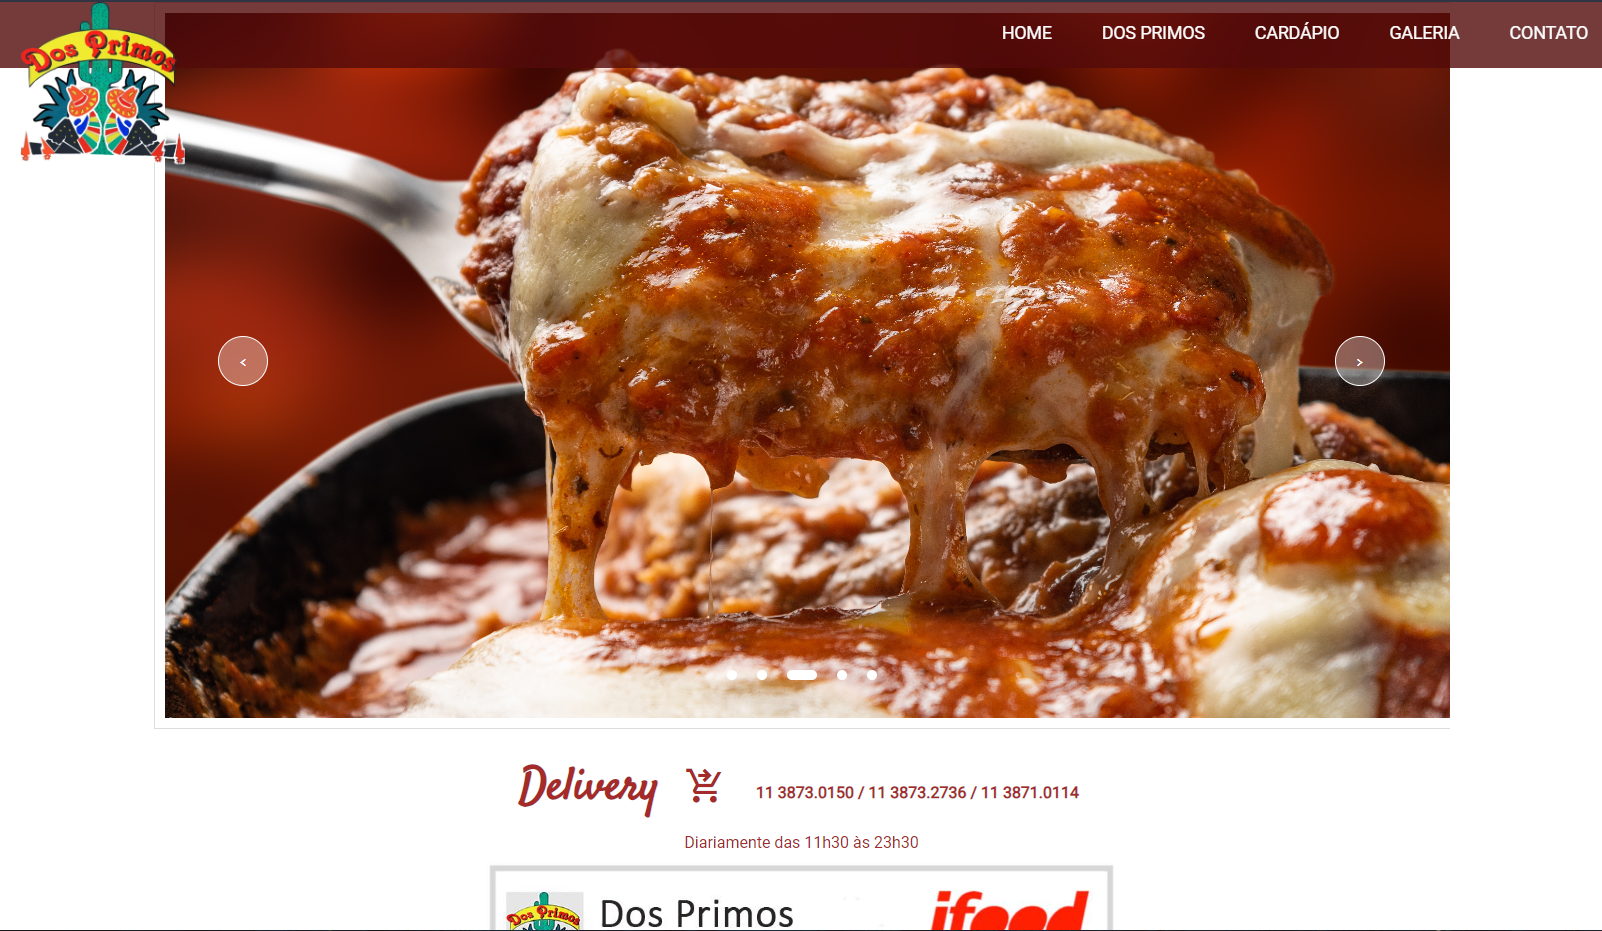 Dos Primos
HOME DOS PRIMOS CARDÁPIO GALERIA CONTATO
<
>
Delivery 11 3873.0150 / 11 3873.2736 / 11 3871.0114
Diariamente das 11h30 às 23h30
Dos Primos Dos Primos ifood